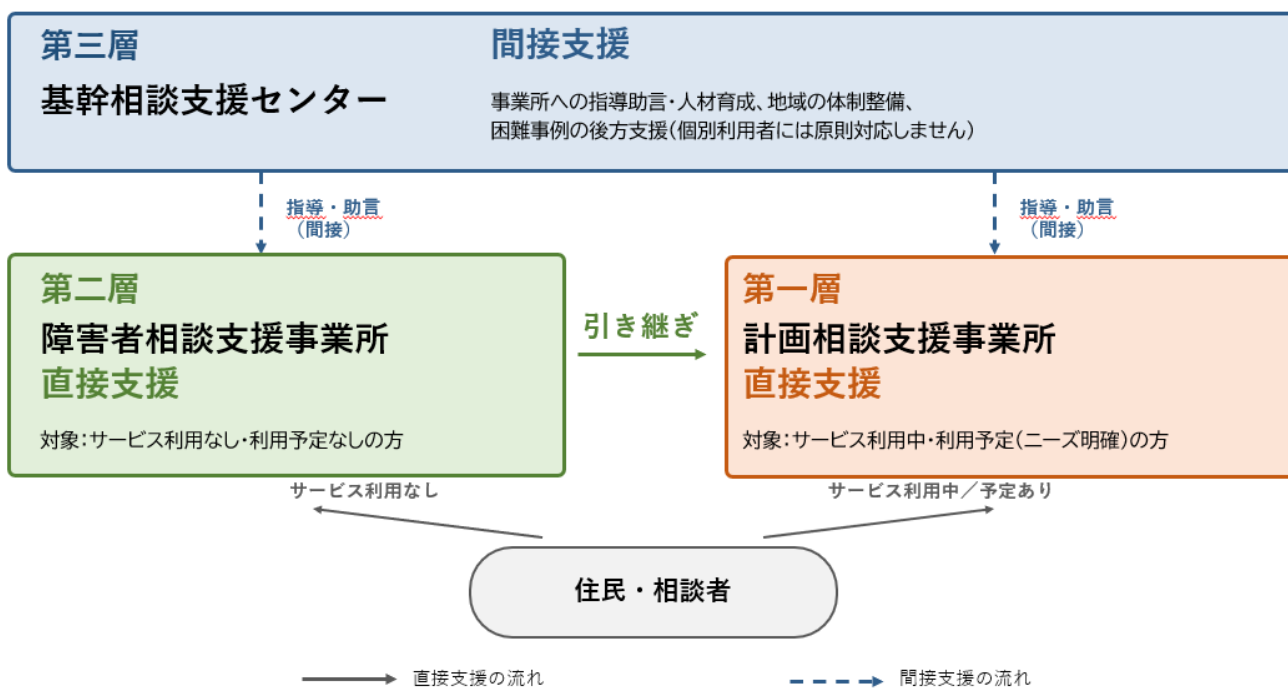 第三層
基幹相談支援センター
間接支援
事業所への指導助言・人材育成、地域の体制整備、
困難事例の後方支援(個別利用者には原則対応しません)
指導・助言
（間接）
指導・助言
（間接）
第二層
障害者相談支援事業所
直接支援
対象：サービス利用なし・利用予定なしの方
引き継ぎ
第一層
計画相談支援事業所
直接支援
対象：サービス利用中・利用予定(ニーズ明確)の方
サービス利用なし
サービス利用中／予定あり
住民・相談者
直接支援の流れ
間接支援の流れ